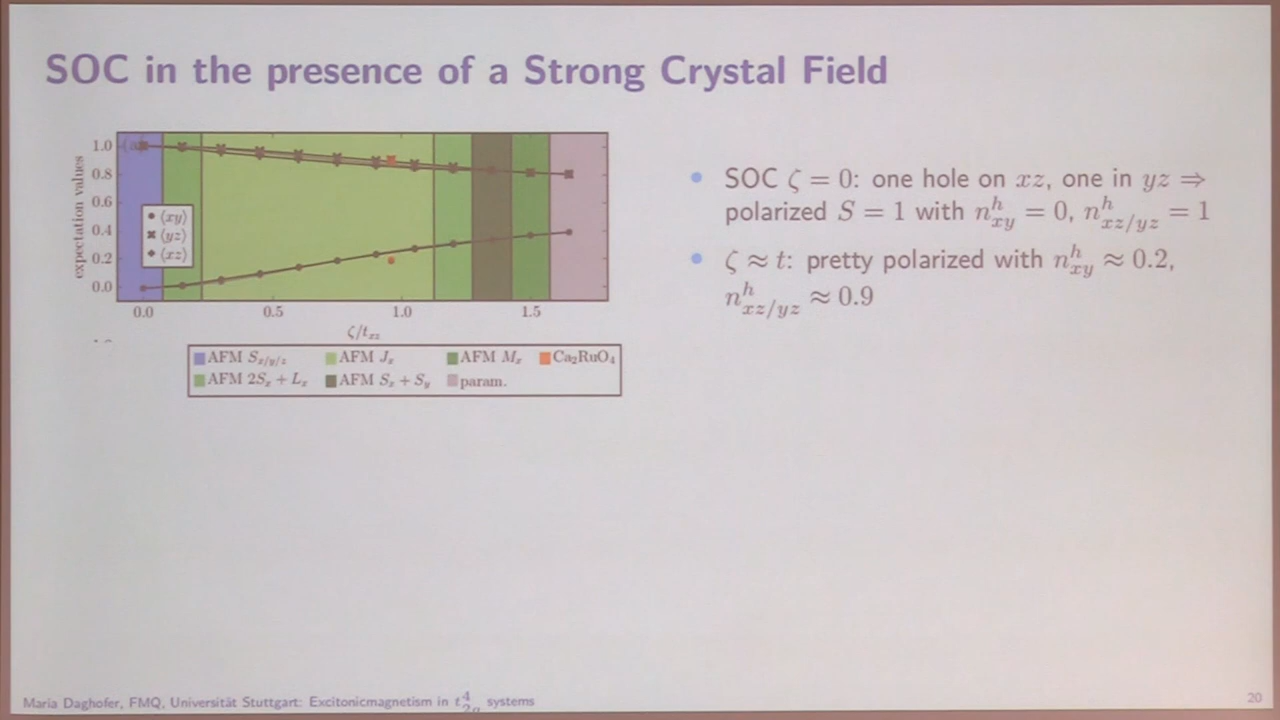 SOC in the presence of a Strong Crystal Field
expectation values
1.0
0.8
0.6
0.4
0.2
0.0
(a)
⟨xy⟩
⟨yz⟩
⟨xz⟩
0.0 0.5 1.0 1.5
ζ/t_xz
AFM S_x/y/z AFM J_x AFM M_x Ca₂RuO₄
AFM 2S_x + L_x AFM S_x + S_y param.
SOC ζ = 0: one hole on xz, one in yz ⇒
polarized S = 1 with n^h_xy = 0, n^h_xz/yz = 1
ζ ≈ t: pretty polarized with n^h_xy ≈ 0.2,
n^h_xz/yz ≈ 0.9
Maria Daghofer, FMQ, Universität Stuttgart: Excitonicmagnetism in t^4_2g systems
20